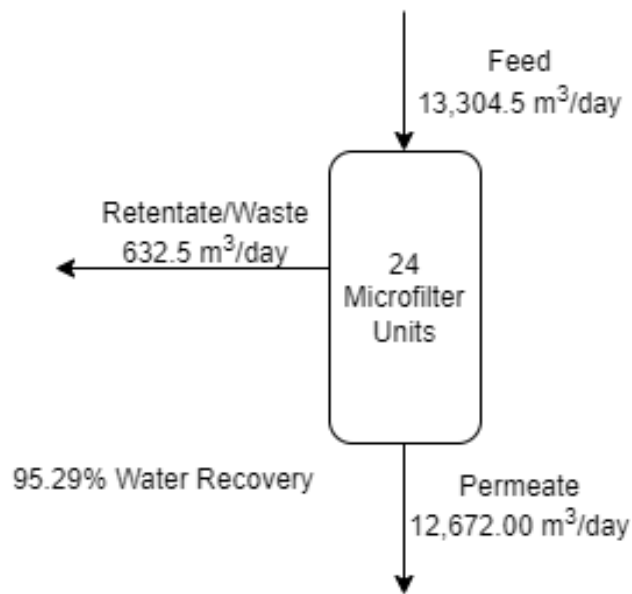 Feed
13,304.5 m³/day
Retentate/Waste
632.5 m³/day
24
Microfilter
Units
95.29% Water Recovery
Permeate
12,672.00 m³/day